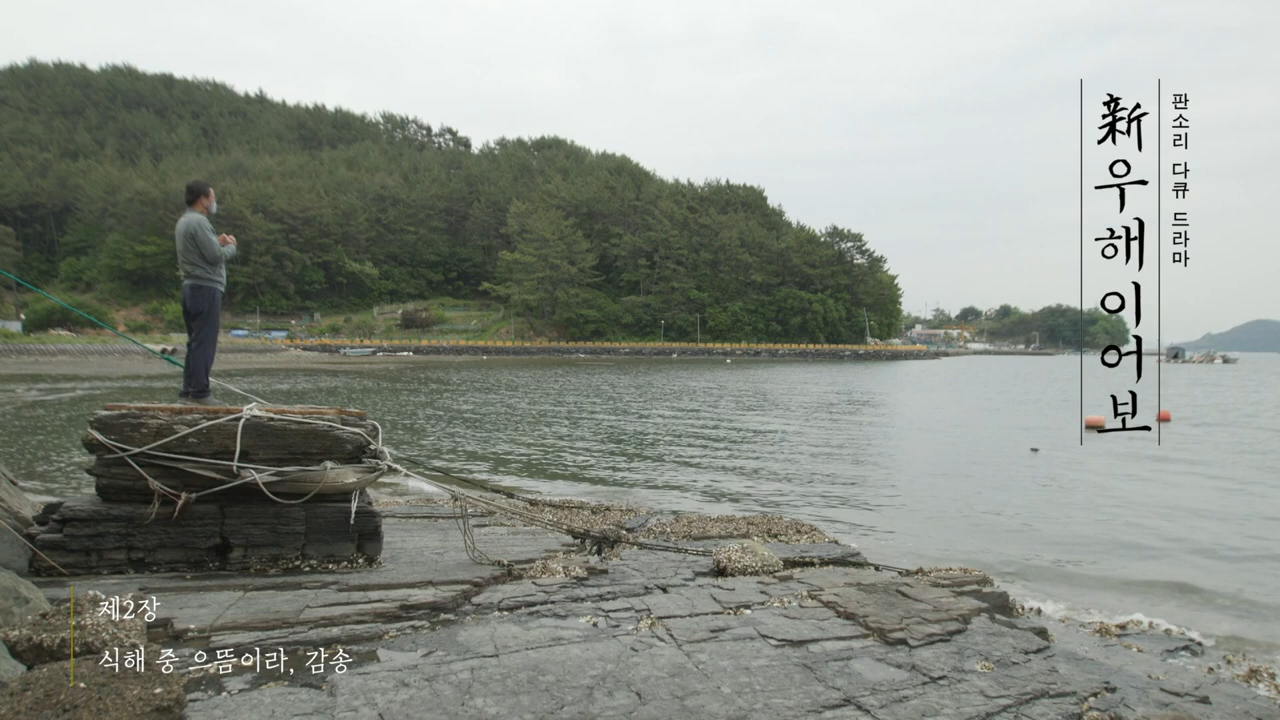 판소리 다큐 드라마
新우해이어보
제2장
식해 중 으뜸이라, 감송